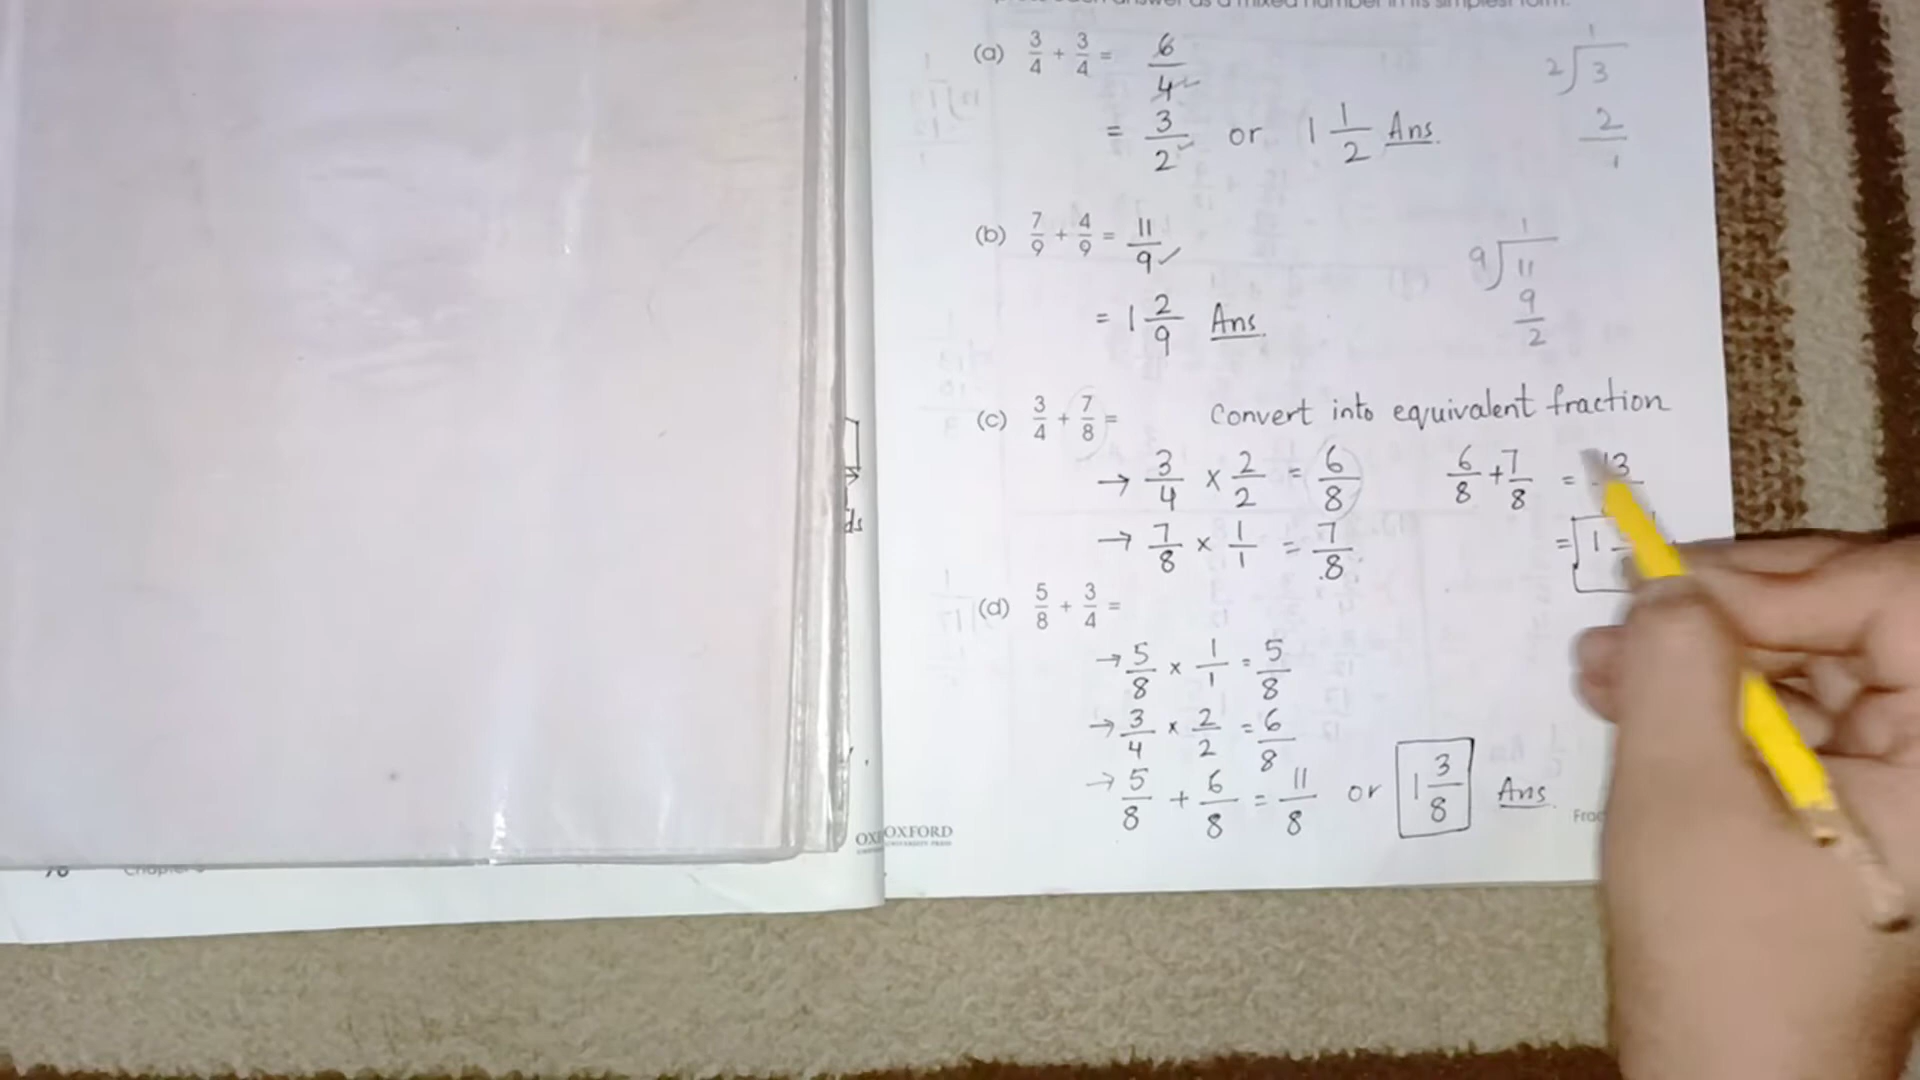 (a) 3/4 + 3/4 = 6/4
= 3/2 or 1 1/2 Ans.
2)3
1
2
1
(b) 7/9 + 4/9 = 11/9
= 1 2/9 Ans.
9)11
1
9
2
(c) 3/4 + 7/8 = Convert into equivalent fraction
→ 3/4 × 2/2 = 6/8
6/8 + 7/8 = 13
→ 7/8 × 1/1 = 7/8
= 1
(d) 5/8 + 3/4 =
→ 5/8 × 1/1 = 5/8
→ 3/4 × 2/2 = 6/8
→ 5/8 + 6/8 = 11/8 or 1 3/8 Ans.
OXFORD